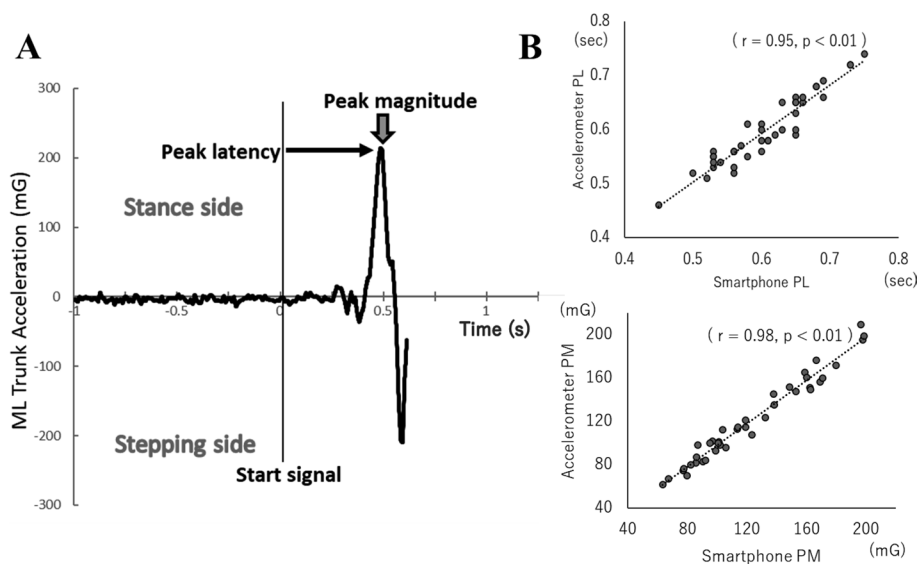 A
ML Trunk Acceleration (mG)
300
200
100
0
-100
-200
-300
Peak magnitude
Peak latency
Stance side
Stepping side
Start signal
-1
-0.5
0
0.5
1
Time (s)
B
(sec)
Accelerometer PL
0.8
0.7
0.6
0.5
0.4
( r = 0.95, p < 0.01)
0.4
0.5
0.6
0.7
0.8
Smartphone PL
(sec)
(mG)
Accelerometer PM
200
160
120
80
40
( r = 0.98, p < 0.01)
40
80
120
160
200
Smartphone PM
(mG)